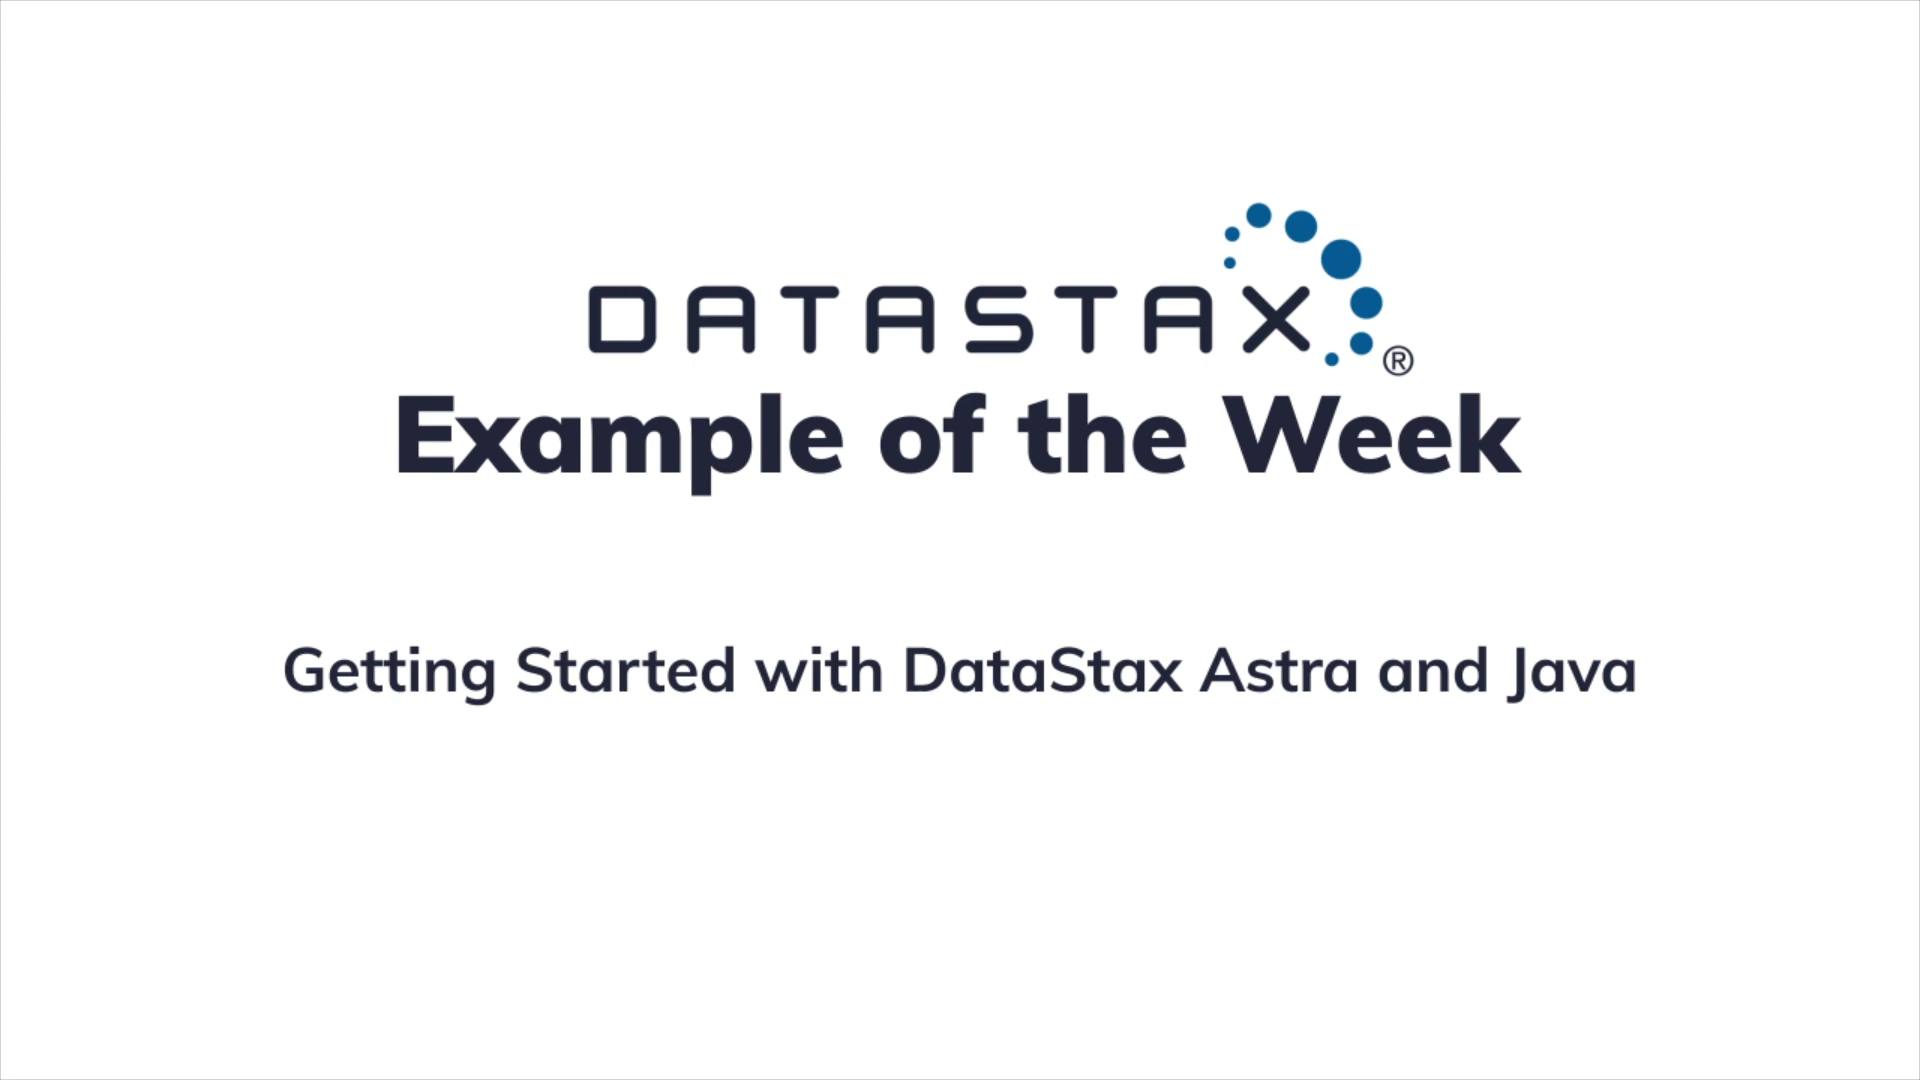 DATASTAX®
Example of the Week
Getting Started with DataStax Astra and Java